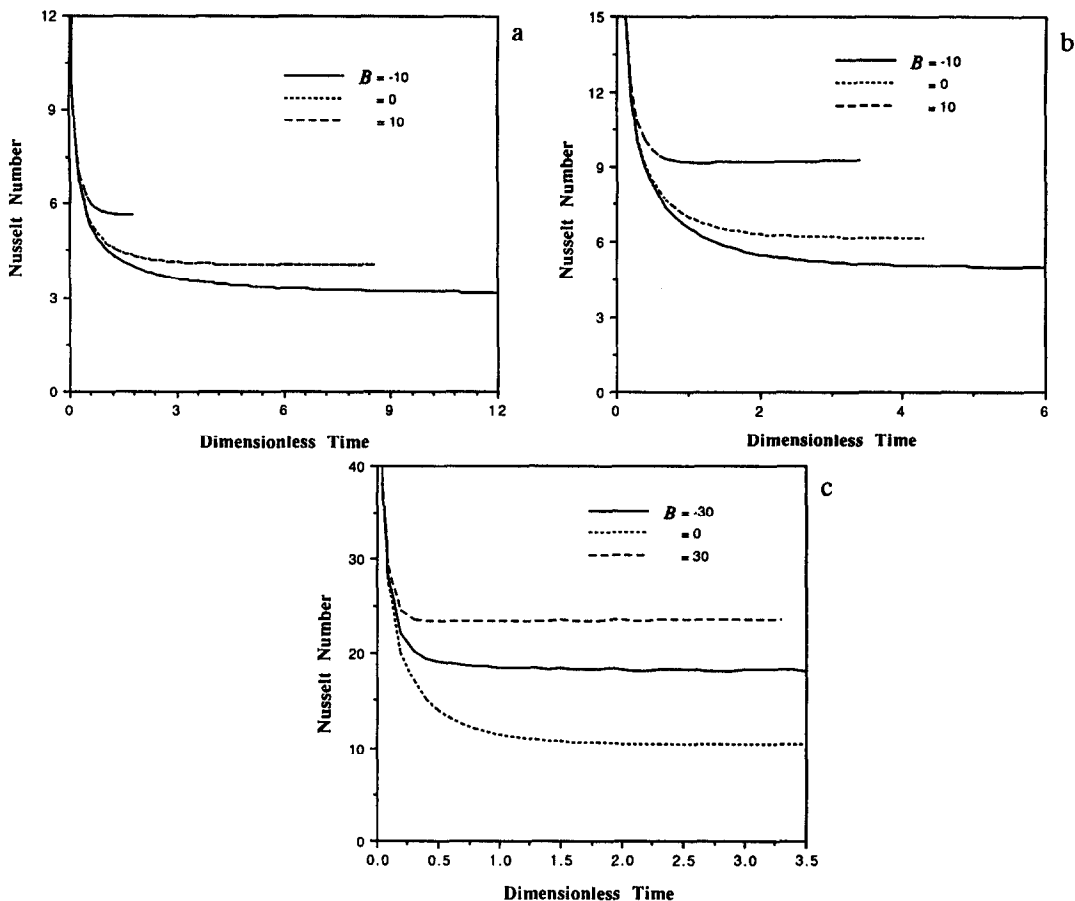 a
12
9
6
3
0
Nusselt Number
B = -10
= 0
= 10
0 3 6 9 12
Dimensionless Time
b
15
12
9
6
3
0
Nusselt Number
B = -10
= 0
= 10
0 2 4 6
Dimensionless Time
c
40
30
20
10
0
Nusselt Number
B = -30
= 0
= 30
0.0 0.5 1.0 1.5 2.0 2.5 3.0 3.5
Dimensionless Time